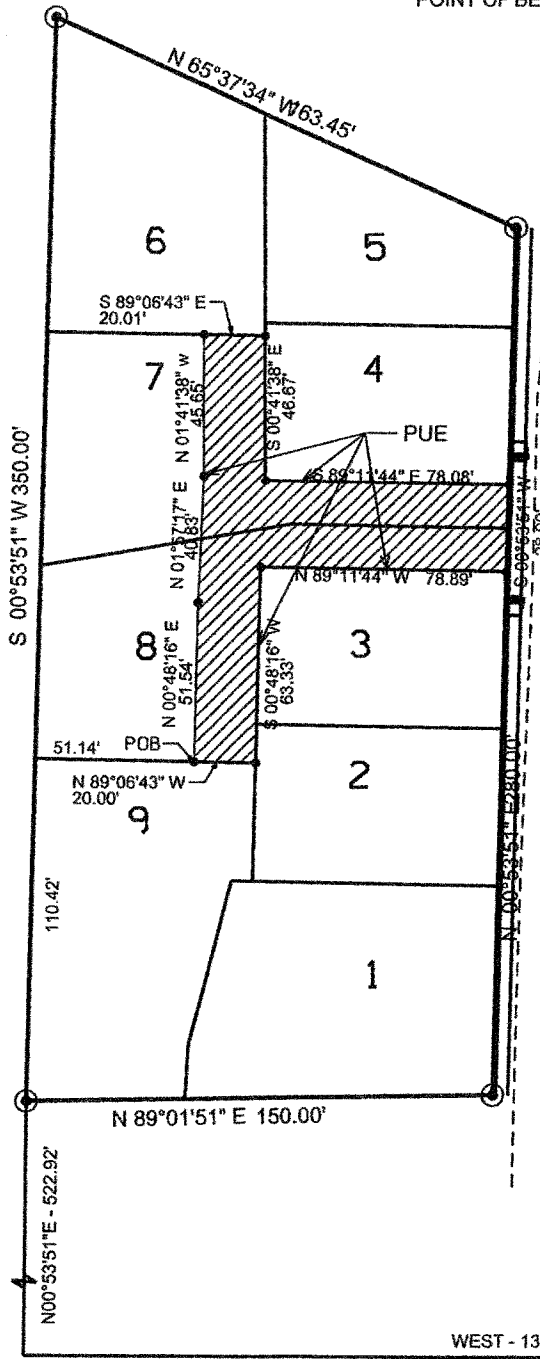 POINT OF BE
N 65°37'34" W 163.45'
6
5
S 89°06'43" E
20.01'
7
4
N 01°41'38" W
45.65'
S 00°41'38" E
46.67'
PUE
S 89°11'44" E 78.08'
S 00°53'51" W
S 00°53'51" W 350.00'
N 01°57'17" E
40.83'
N 89°11'44" W 78.89'
8
3
N 00°48'16" E
51.54'
S 00°48'16" W
63.33'
51.14'
POB
N 89°06'43" W
20.00'
9
2
N 00°53'51" E 280.00'
110.42'
1
N 89°01'51" E 150.00'
N00°53'51"E - 522.92'
WEST - 13